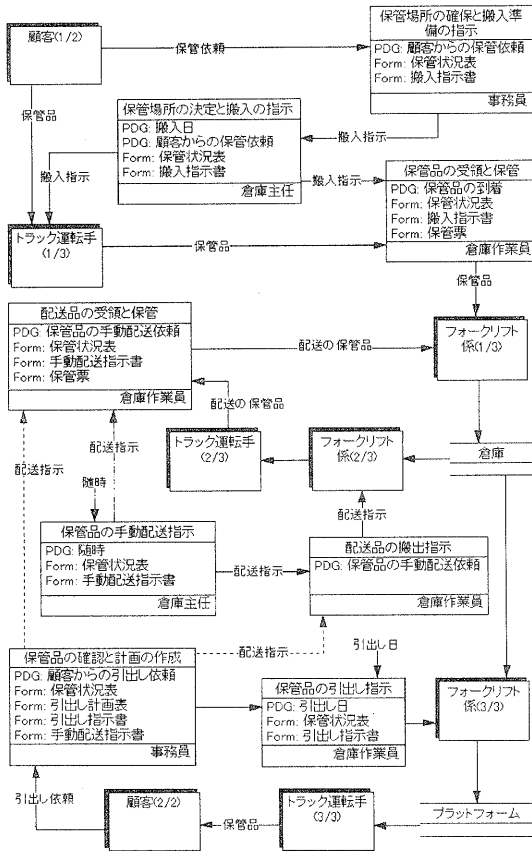 顧客(1/2)
保管依頼
保管場所の確保と搬入準
備の指示
PDG: 顧客からの保管依頼
Form: 保管状況表
Form: 搬入指示書
事務員
保管品
保管場所の決定と搬入の指示
PDG: 搬入日
PDG: 顧客からの保管依頼
Form: 保管状況表
Form: 搬入指示書
倉庫主任
搬入指示
搬入指示
搬入指示
保管品の受領と保管
PDG: 保管品の到着
Form: 保管状況表
Form: 搬入指示書
Form: 保管票
倉庫作業員
トラック運転手
(1/3)
保管品
保管品
配送品の受領と保管
PDG: 保管品の手動配送依頼
Form: 保管状況表
Form: 手動配送指示書
Form: 保管票
倉庫作業員
配送の保管品
フォークリフト
係(1/3)
配送の保管品
配送指示
配送指示
トラック運転手
(2/3)
フォークリフト
係(2/3)
倉庫
随時
配送指示
保管品の手動配送指示
PDG: 随時
Form: 保管状況表
Form: 手動配送指示書
倉庫主任
配送指示
配送品の搬出指示
PDG: 保管品の手動配送依頼
倉庫作業員
配送指示
引出し日
保管品の確認と計画の作成
PDG: 顧客からの引出し依頼
Form: 保管状況表
Form: 引出し計画表
Form: 引出し指示書
Form: 手動配送指示書
事務員
保管品の引出し指示
PDG: 引出し日
Form: 保管状況表
Form: 引出し指示書
倉庫作業員
フォークリフト
係(3/3)
引出し依頼
顧客(2/2)
保管品
トラック運転手
(3/3)
プラットフォーム